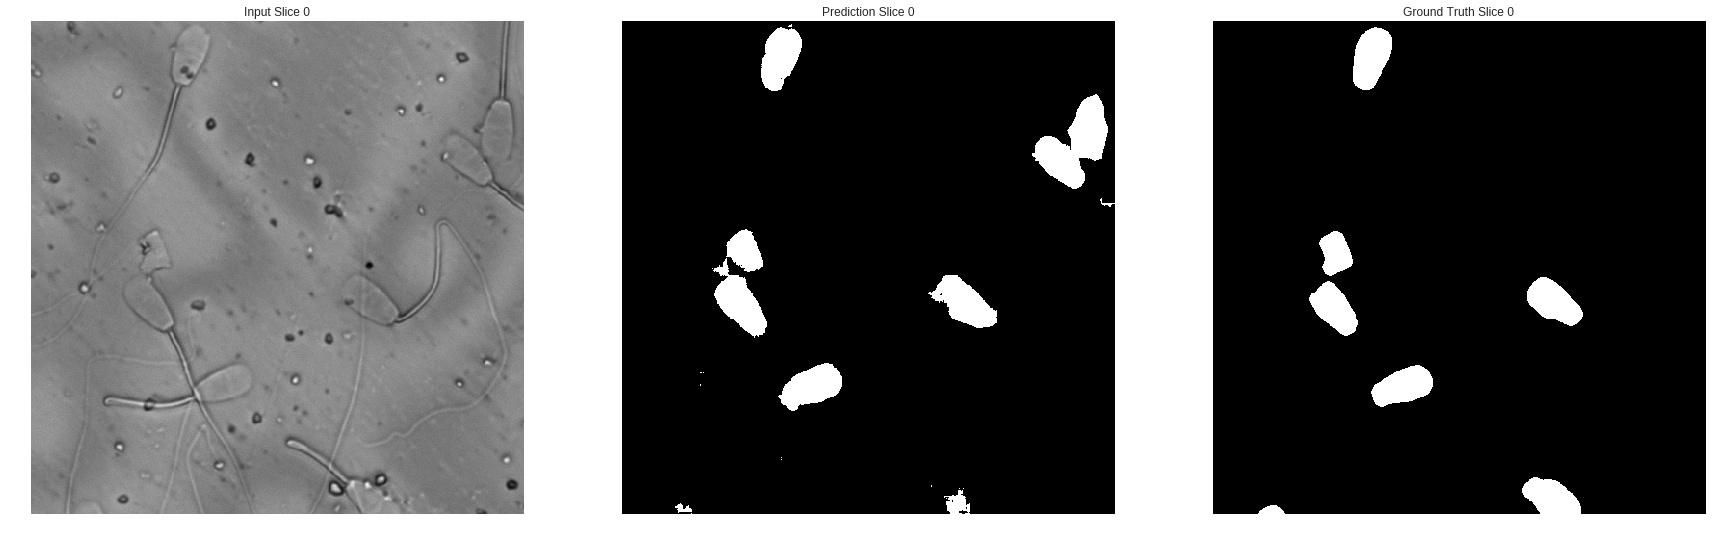 Input Slice 0
Prediction Slice 0
Ground Truth Slice 0